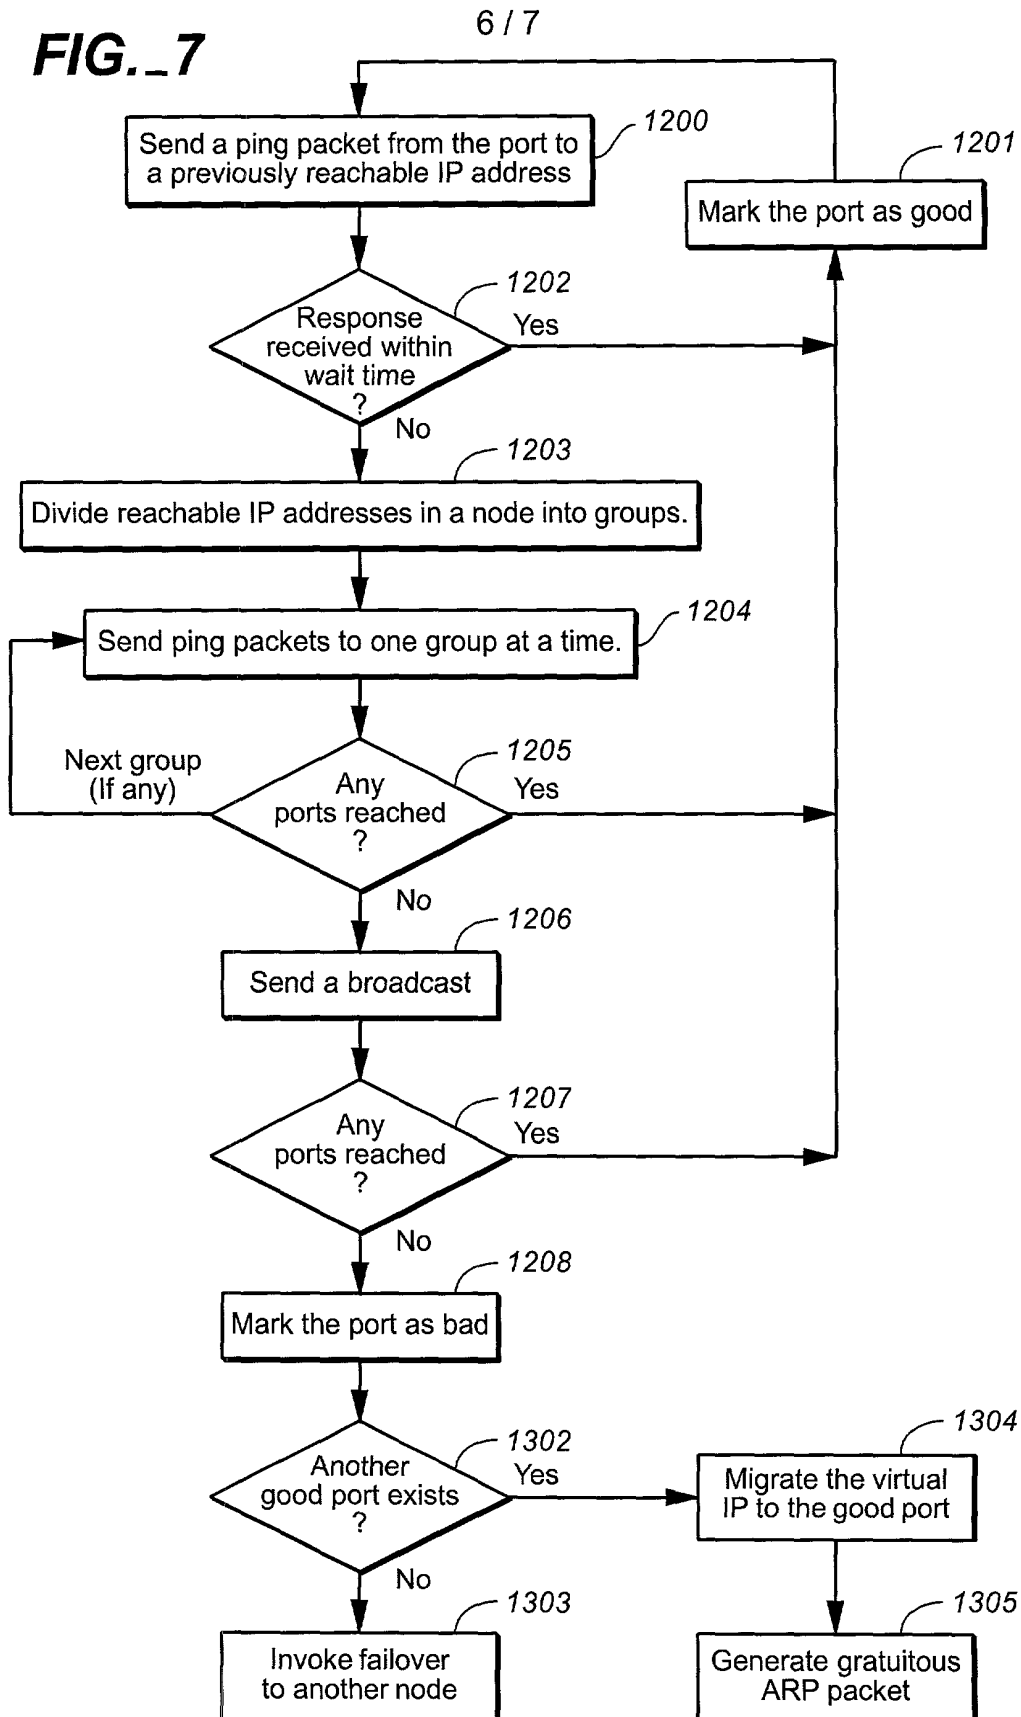 FIG._7
6 / 7
Send a ping packet from the port to
a previously reachable IP address
1200
1201
Mark the port as good
1202
Response
received within
wait time
?
Yes
No
1203
Divide reachable IP addresses in a node into groups.
1204
Send ping packets to one group at a time.
Next group
(If any)
1205
Any
ports reached
?
Yes
No
1206
Send a broadcast
1207
Any
ports reached
?
Yes
No
1208
Mark the port as bad
1302
Another
good port exists
?
Yes
No
1304
Migrate the virtual
IP to the good port
1303
Invoke failover
to another node
1305
Generate gratuitous
ARP packet